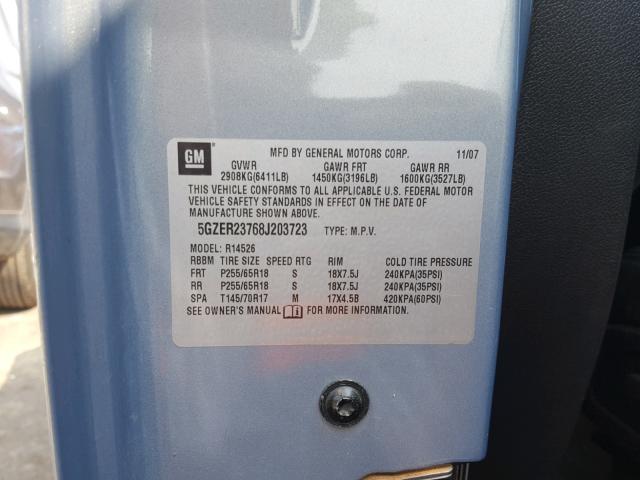 GM
MFD BY GENERAL MOTORS CORP. 11/07
GVWR GAWR FRT GAWR RR
2908KG(6411LB) 1450KG(3196LB) 1600KG(3527LB)
THIS VEHICLE CONFORMS TO ALL APPLICABLE U.S. FEDERAL MOTOR
VEHICLE SAFETY STANDARDS IN EFFECT ON THE DATE OF
MANUFACTURE SHOWN ABOVE.
5GZER23768J203723 TYPE: M.P.V.
MODEL: R14526
RBBM TIRE SIZE SPEED RTG RIM COLD TIRE PRESSURE
FRT P255/65R18 S 18X7.5J 240KPA(35PSI)
RR P255/65R18 S 18X7.5J 240KPA(35PSI)
SPA T145/70R17 M 17X4.5B 420KPA(60PSI)
SEE OWNER'S MANUAL FOR MORE INFORMATION.